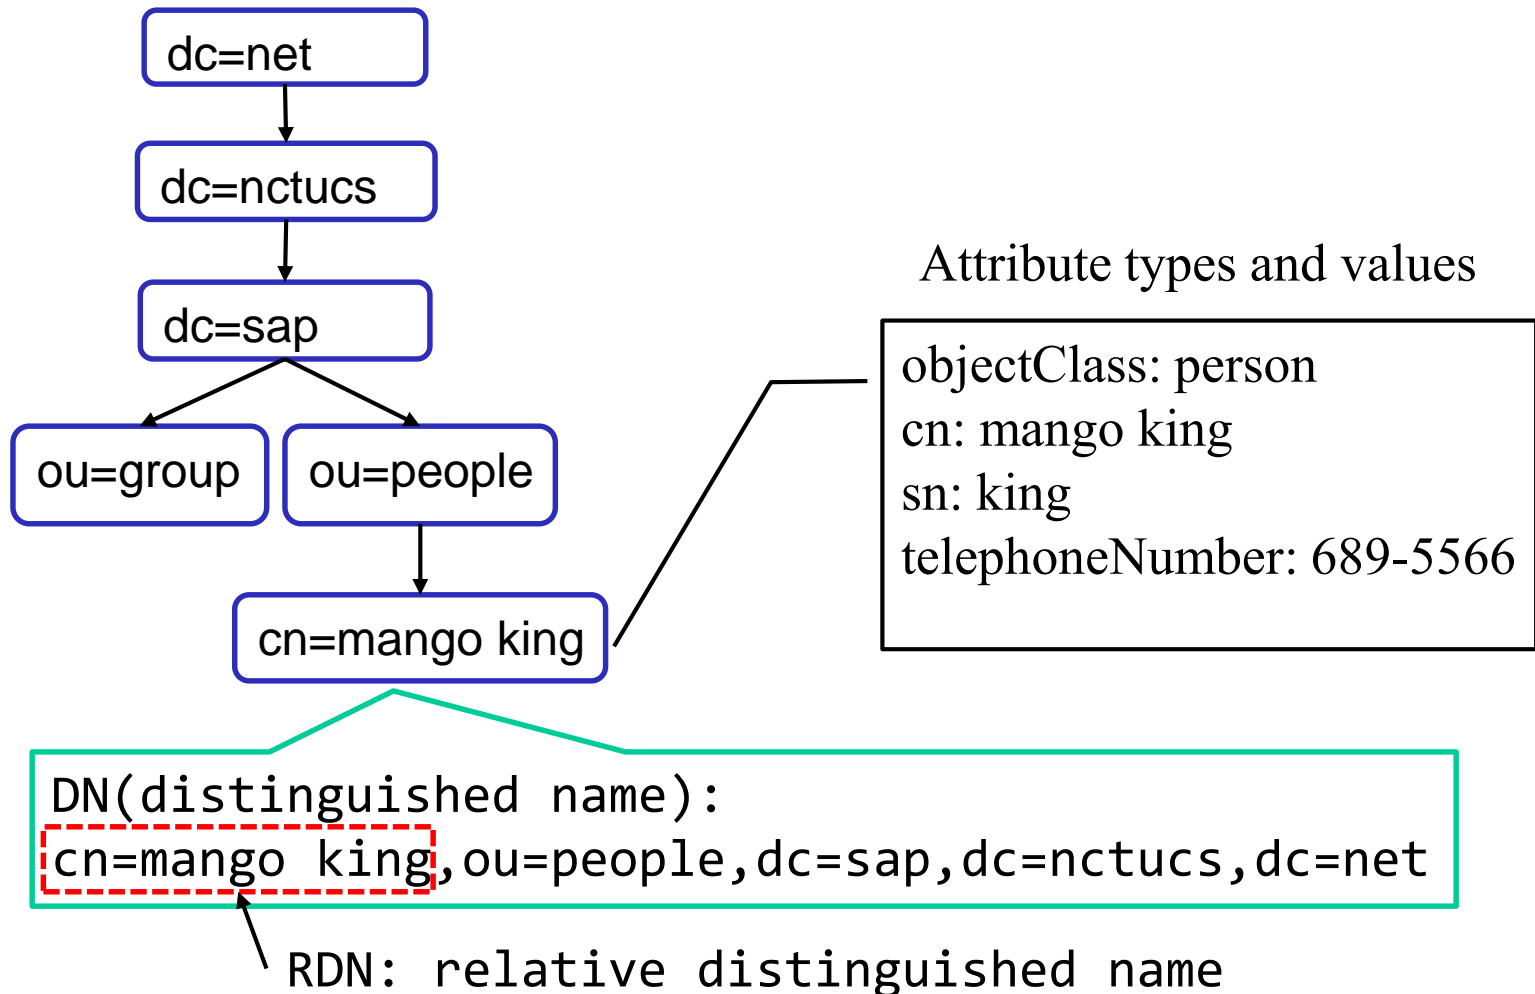 dc=net
dc=nctucs
dc=sap
ou=group
ou=people
cn=mango king
Attribute types and values
objectClass: person
cn: mango king
sn: king
telephoneNumber: 689-5566
DN(distinguished name):
cn=mango king,ou=people,dc=sap,dc=nctucs,dc=net
RDN: relative distinguished name